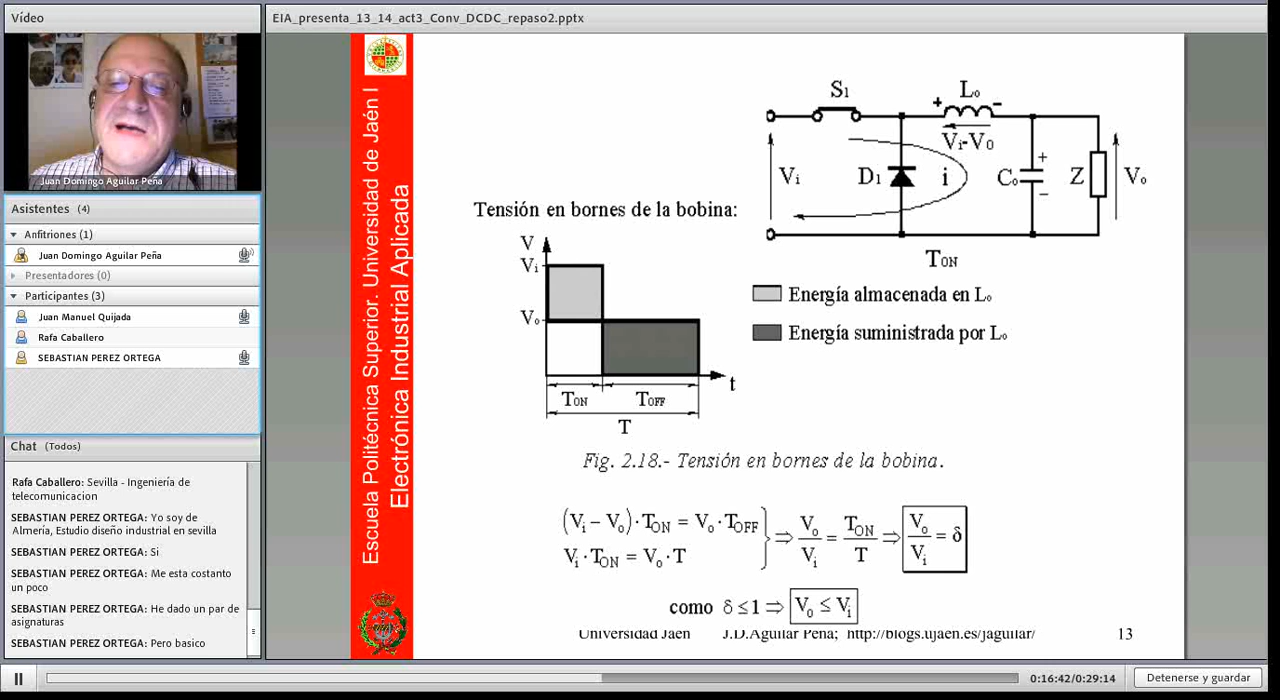 Vídeo
EIA_presenta_13_14_act3_Conv_DCDC_repaso2.pptx
Juan Domingo Aguilar Peña
Asistentes (4)
Anfitriones (1)
Juan Domingo Aguilar Peña
Presentadores (0)
Participantes (3)
Juan Manuel Quijada
Rafa Caballero
SEBASTIAN PEREZ ORTEGA
Chat (Todos)
Rafa Caballero: Sevilla - Ingeniería de
telecomunicacion
SEBASTIAN PEREZ ORTEGA: Yo soy de
Almería, Estudio diseño industrial en sevilla
SEBASTIAN PEREZ ORTEGA: Si
SEBASTIAN PEREZ ORTEGA: Me esta costanto
un poco
SEBASTIAN PEREZ ORTEGA: He dado un par de
asignaturas
SEBASTIAN PEREZ ORTEGA: Pero basico
Escuela Politécnica Superior. Universidad de Jaén I
Electrónica Industrial Aplicada
S1 Lo
+ -
Vi-Vo
Vi D1 i Co + - Z Vo
TON
Tensión en bornes de la bobina:
V
Vi
Vo
t
TON TOFF
T
Energía almacenada en Lo
Energía suministrada por Lo
Fig. 2.18.- Tensión en bornes de la bobina.
(Vi – Vo)·TON = Vo·TOFF
Vi·TON = Vo·T
⇒ Vo/Vi = TON/T ⇒ Vo/Vi = δ
como δ ≤ 1 ⇒ Vo ≤ Vi
Universidad Jaén J.D.Aguilar Peña; http://blogs.ujaen.es/jaguilar/ 13
0:16:42/0:29:14
Detenerse y guardar